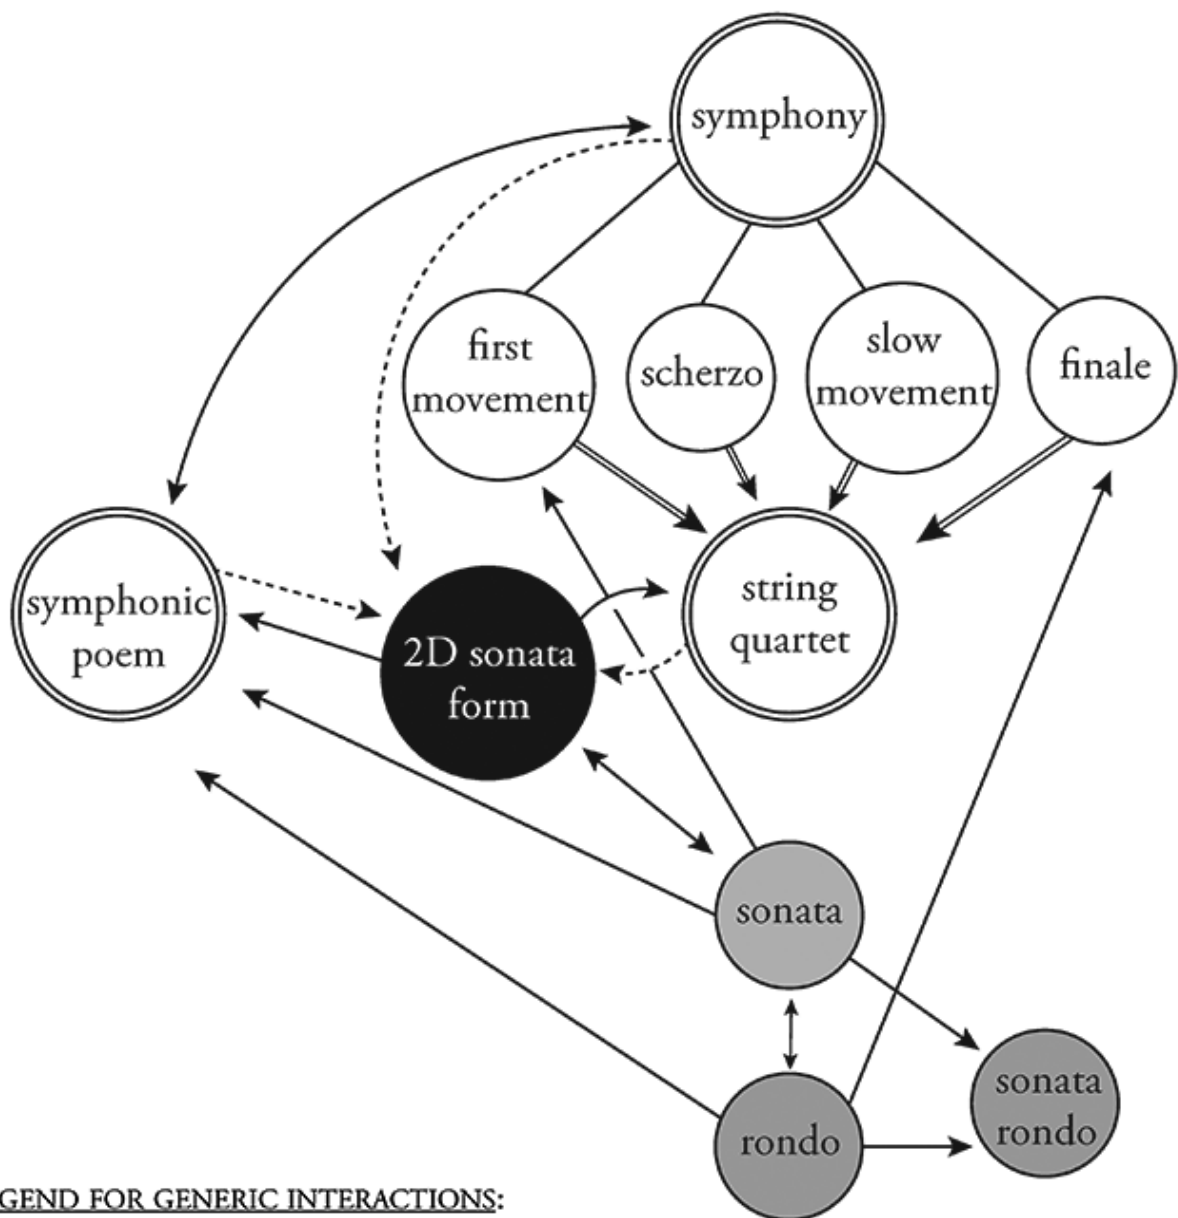 symphony
first
movement
scherzo
slow
movement
finale
symphonic
poem
2D sonata
form
string
quartet
sonata
rondo
sonata
rondo
GEND FOR GENERIC INTERACTIONS: